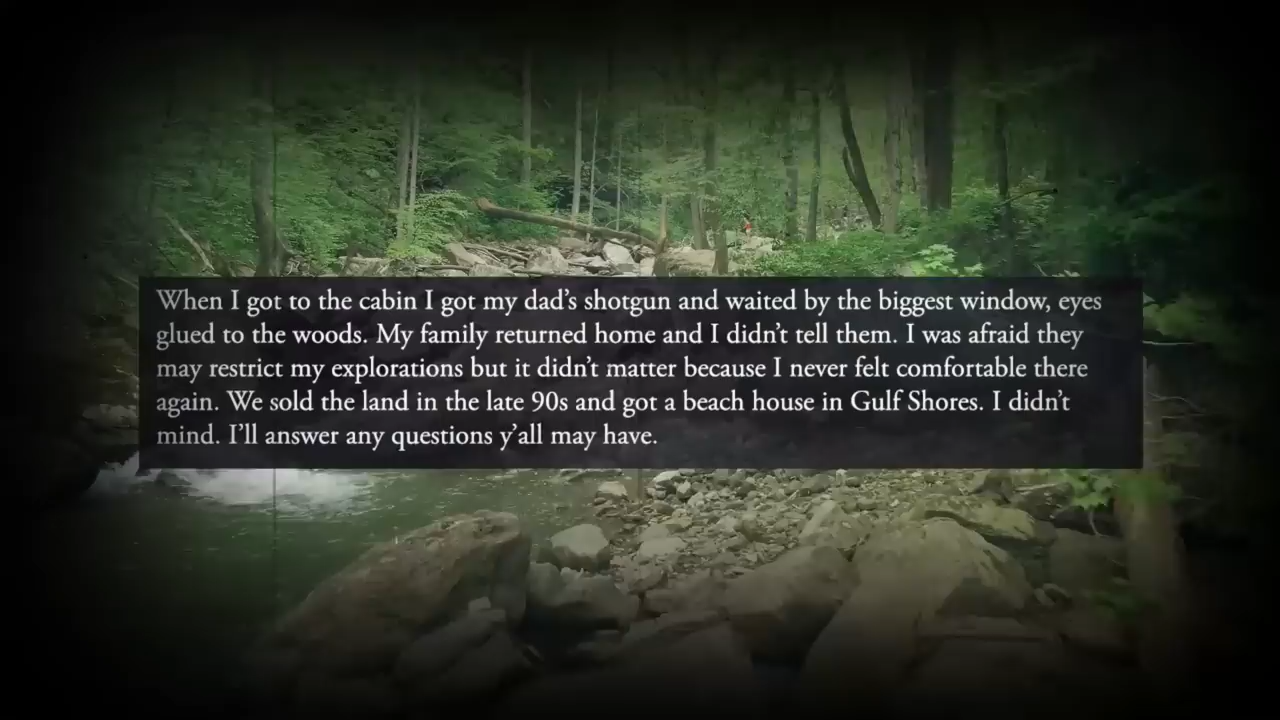 When I got to the cabin I got my dad’s shotgun and waited by the biggest window, eyes
glued to the woods. My family returned home and I didn’t tell them. I was afraid they
may restrict my explorations but it didn’t matter because I never felt comfortable there
again. We sold the land in the late 90s and got a beach house in Gulf Shores. I didn’t
mind. I’ll answer any questions y’all may have.